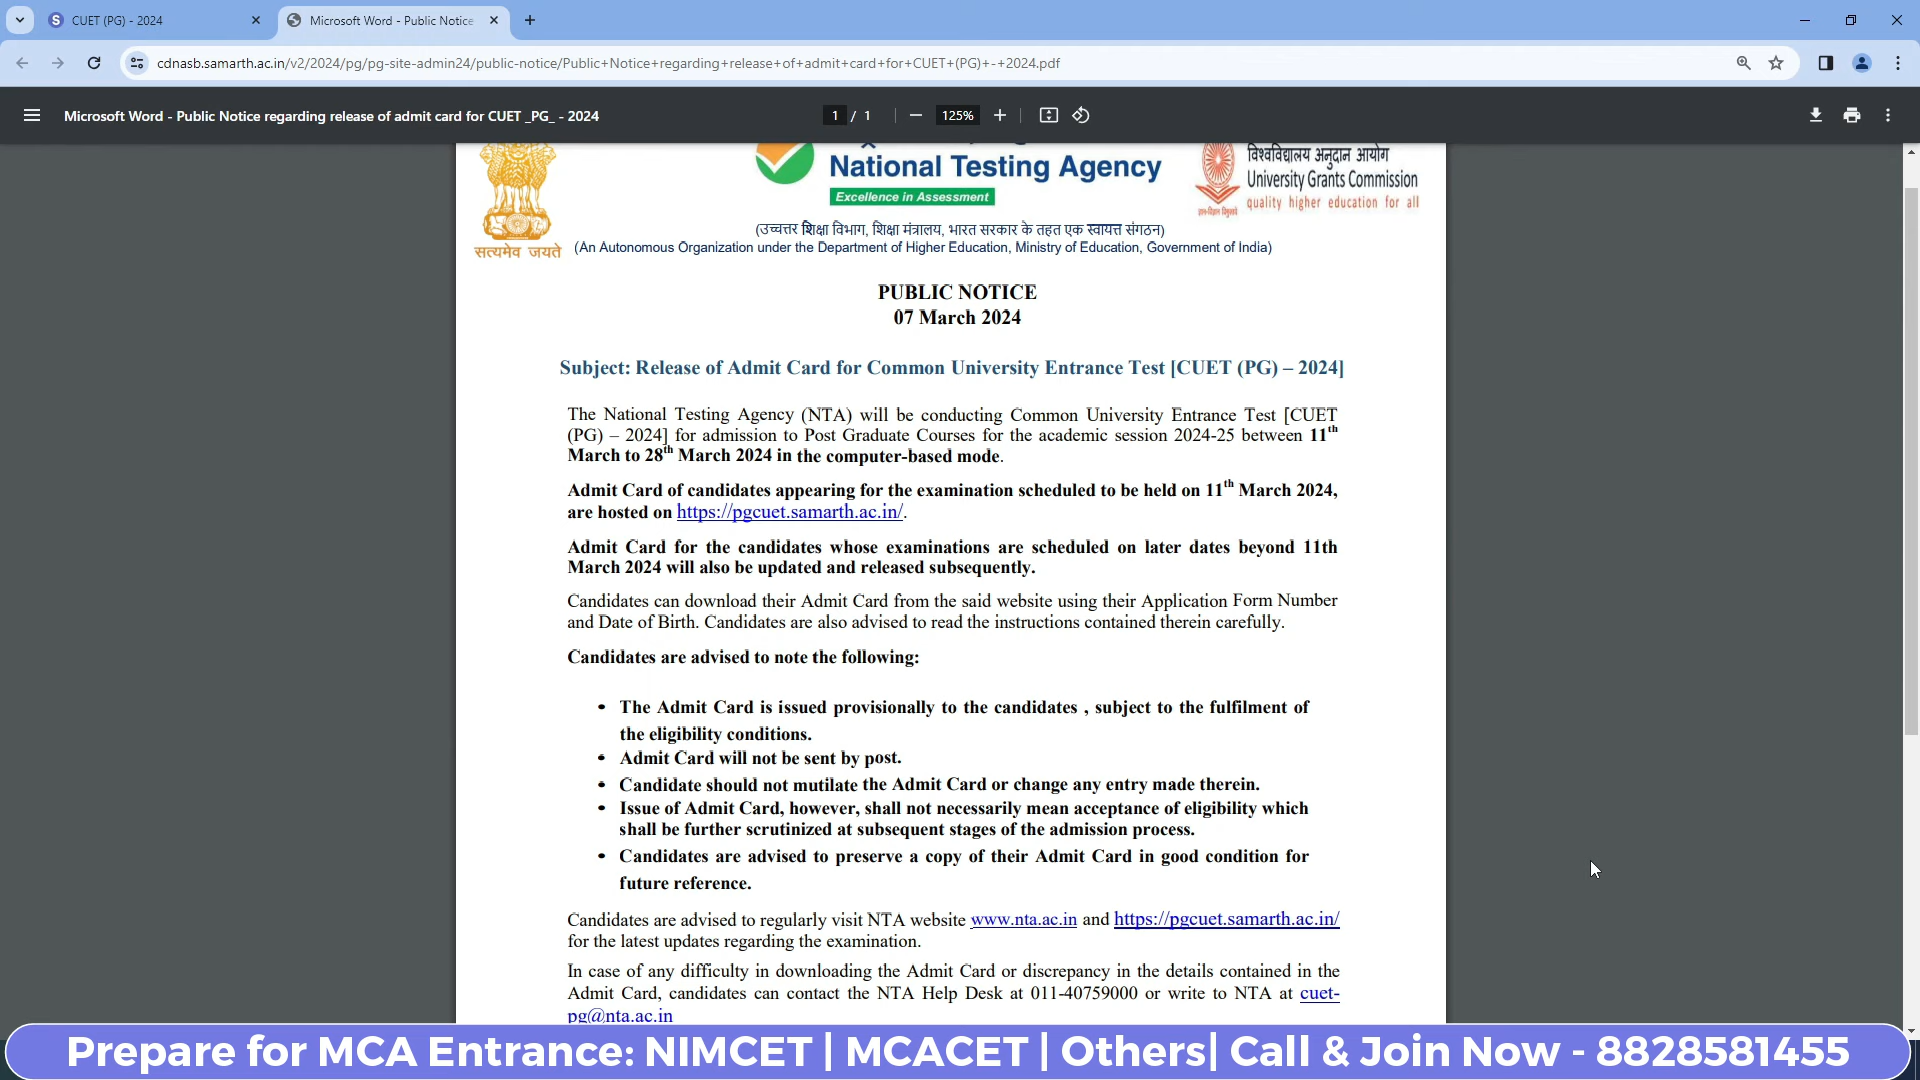 CUET (PG) - 2024
Microsoft Word - Public Notice
cdnasb.samarth.ac.in/v2/2024/pg/pg-site-admin24/public-notice/Public+Notice+regarding+release+of+admit+card+for+CUET+(PG)+-+2024.pdf
Microsoft Word - Public Notice regarding release of admit card for CUET _PG_ - 2024
1 / 1
125%
National Testing Agency
Excellence in Assessment
विश्वविद्यालय अनुदान आयोग
University Grants Commission
quality higher education for all
ज्ञान-विज्ञान विमुक्तये
सत्यमेव जयते
(उच्चत्तर शिक्षा विभाग, शिक्षा मंत्रालय, भारत सरकार के तहत एक स्वायत्त संगठन)
(An Autonomous Organization under the Department of Higher Education, Ministry of Education, Government of India)
PUBLIC NOTICE
07 March 2024
Subject: Release of Admit Card for Common University Entrance Test [CUET (PG) – 2024]
The National Testing Agency (NTA) will be conducting Common University Entrance Test [CUET
(PG) – 2024] for admission to Post Graduate Courses for the academic session 2024-25 between 11th
March to 28th March 2024 in the computer-based mode.
Admit Card of candidates appearing for the examination scheduled to be held on 11th March 2024,
are hosted on https://pgcuet.samarth.ac.in/.
Admit Card for the candidates whose examinations are scheduled on later dates beyond 11th
March 2024 will also be updated and released subsequently.
Candidates can download their Admit Card from the said website using their Application Form Number
and Date of Birth. Candidates are also advised to read the instructions contained therein carefully.
Candidates are advised to note the following:
• The Admit Card is issued provisionally to the candidates , subject to the fulfilment of
the eligibility conditions.
• Admit Card will not be sent by post.
• Candidate should not mutilate the Admit Card or change any entry made therein.
• Issue of Admit Card, however, shall not necessarily mean acceptance of eligibility which
shall be further scrutinized at subsequent stages of the admission process.
• Candidates are advised to preserve a copy of their Admit Card in good condition for
future reference.
Candidates are advised to regularly visit NTA website www.nta.ac.in and https://pgcuet.samarth.ac.in/
for the latest updates regarding the examination.
In case of any difficulty in downloading the Admit Card or discrepancy in the details contained in the
Admit Card, candidates can contact the NTA Help Desk at 011-40759000 or write to NTA at cuet-
pg@nta.ac.in
Prepare for MCA Entrance: NIMCET | MCACET | Others| Call & Join Now - 8828581455